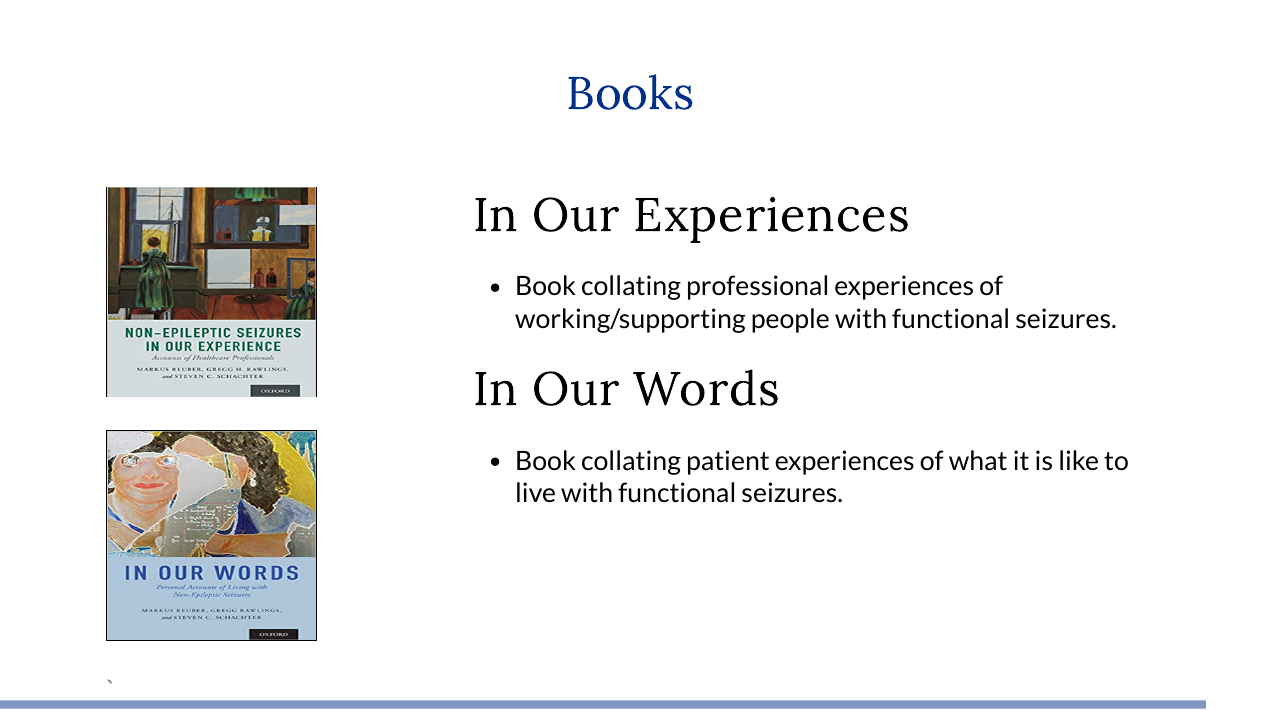 Books
NON-EPILEPTIC SEIZURES
IN OUR EXPERIENCE
Accounts of Healthcare Professionals
MARKUS REUBER, GREGG H. RAWLINGS,
and STEVEN C. SCHACHTER
OXFORD
In Our Experiences
• Book collating professional experiences of
working/supporting people with functional seizures.
In Our Words
• Book collating patient experiences of what it is like to
live with functional seizures.
IN OUR WORDS
Personal Accounts of Living with
Non-Epileptic Seizures
MARKUS REUBER, GREGG RAWLINGS,
and STEVEN C. SCHACHTER
OXFORD
`